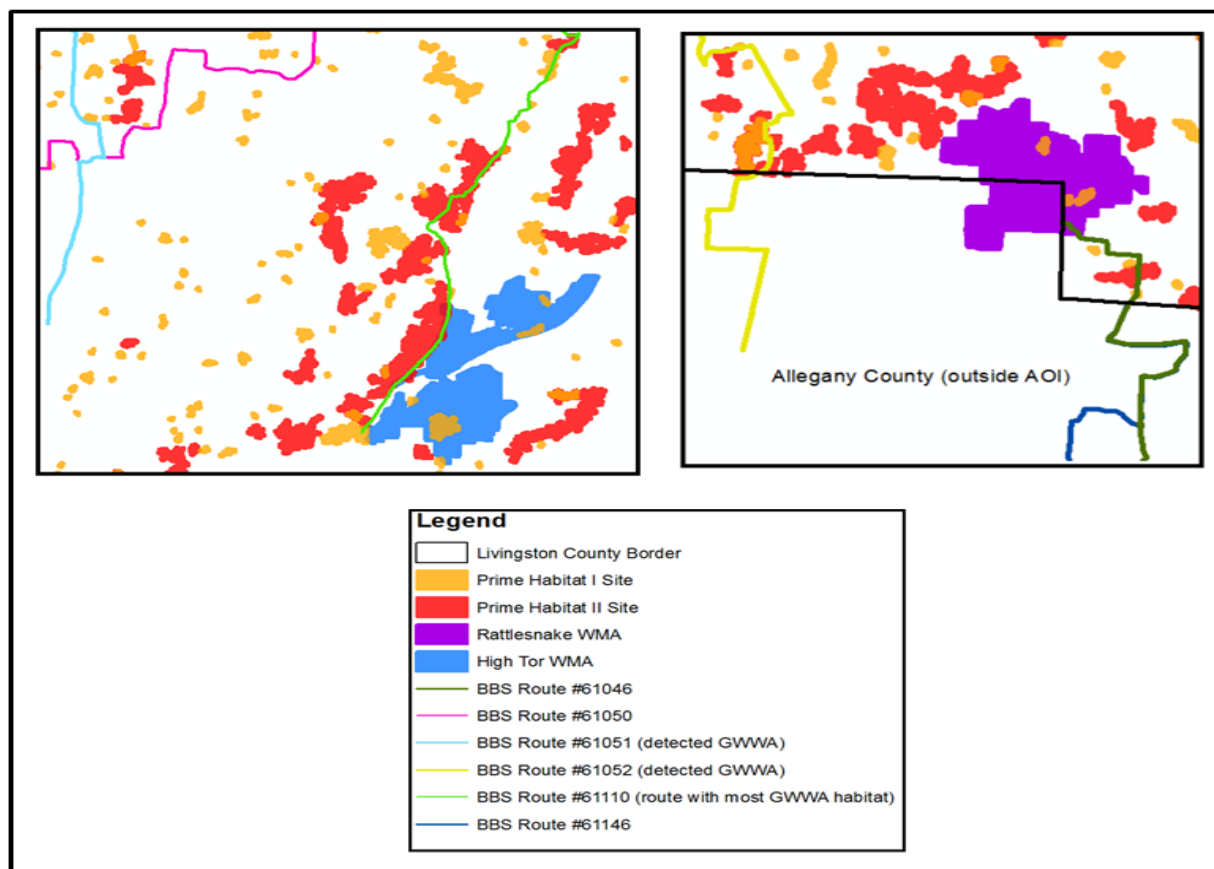 Allegany County (outside AOI)
Legend
Livingston County Border
Prime Habitat I Site
Prime Habitat II Site
Rattlesnake WMA
High Tor WMA
BBS Route #61046
BBS Route #61050
BBS Route #61051 (detected GWWA)
BBS Route #61052 (detected GWWA)
BBS Route #61110 (route with most GWWA habitat)
BBS Route #61146